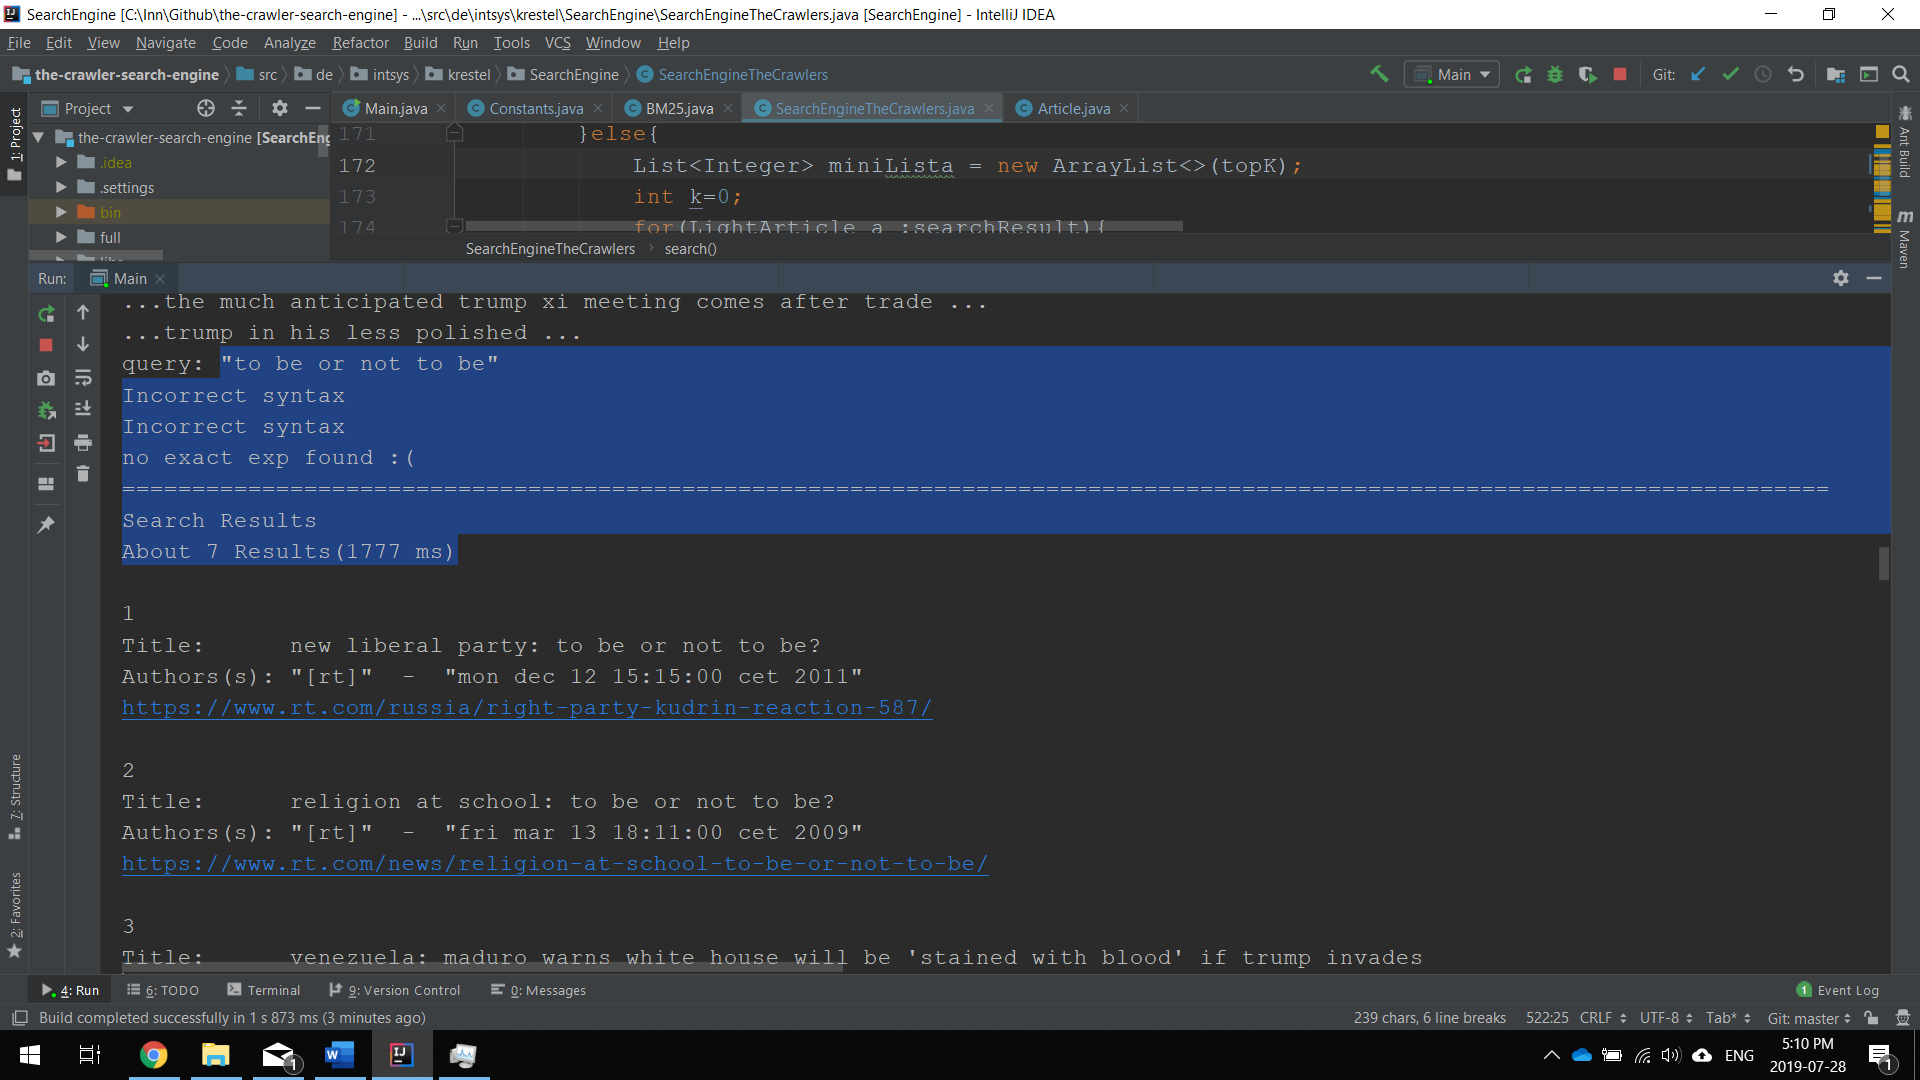 SearchEngine [C:\Inn\Github\the-crawler-search-engine] - ...\src\de\intsys\krestel\SearchEngine\SearchEngineTheCrawlers.java [SearchEngine] - IntelliJ IDEA
File Edit View Navigate Code Analyze Refactor Build Run Tools VCS Window Help
the-crawler-search-engine src de intsys krestel SearchEngine SearchEngineTheCrawlers Main Git:
Project Main.java Constants.java BM25.java SearchEngineTheCrawlers.java Article.java
1: Project
the-crawler-search-engine [SearchEng
.idea
.settings
bin
full
171 }else{
172 List<Integer> miniLista = new ArrayList<>(topK);
173 int k=0;
174 for(LightArticle a :searchResult){
SearchEngineTheCrawlers › search()
Ant Build
Maven
Run: Main
...the much anticipated trump xi meeting comes after trade ...
...trump in his less polished ...
query: "to be or not to be"
Incorrect syntax
Incorrect syntax
no exact exp found :(
==========================================================================================================================
Search Results
About 7 Results(1777 ms)
1
Title: new liberal party: to be or not to be?
Authors(s): "[rt]" - "mon dec 12 15:15:00 cet 2011"
https://www.rt.com/russia/right-party-kudrin-reaction-587/
2
Title: religion at school: to be or not to be?
Authors(s): "[rt]" - "fri mar 13 18:11:00 cet 2009"
https://www.rt.com/news/religion-at-school-to-be-or-not-to-be/
3
Title: venezuela: maduro warns white house will be 'stained with blood' if trump invades
7: Structure
2: Favorites
4: Run 6: TODO Terminal 9: Version Control 0: Messages 1 Event Log
Build completed successfully in 1 s 873 ms (3 minutes ago) 239 chars, 6 line breaks 522:25 CRLF UTF-8 Tab* Git: master
1 ENG 5:10 PM 1
2019-07-28